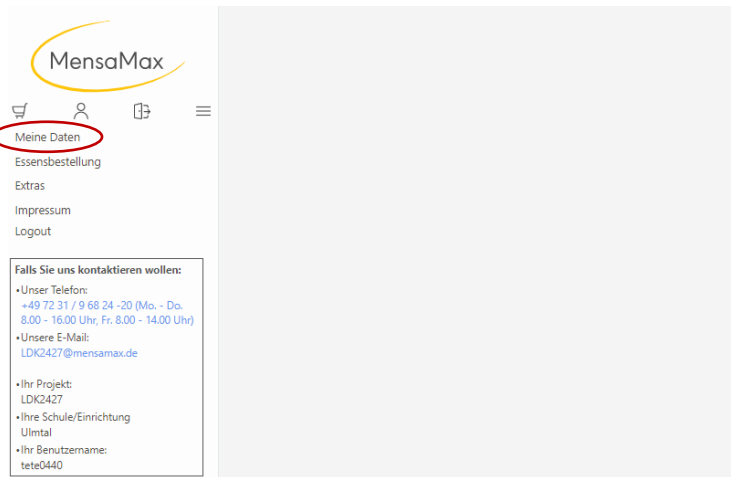 MensaMax
Meine Daten
Essensbestellung
Extras
Impressum
Logout
Falls Sie uns kontaktieren wollen:
•Unser Telefon:
+49 72 31 / 9 68 24 -20 (Mo. - Do.
8.00 - 16.00 Uhr, Fr. 8.00 - 14.00 Uhr)
•Unsere E-Mail:
LDK2427@mensamax.de
•Ihr Projekt:
LDK2427
•Ihre Schule/Einrichtung
Ulmtal
•Ihr Benutzername:
tete0440